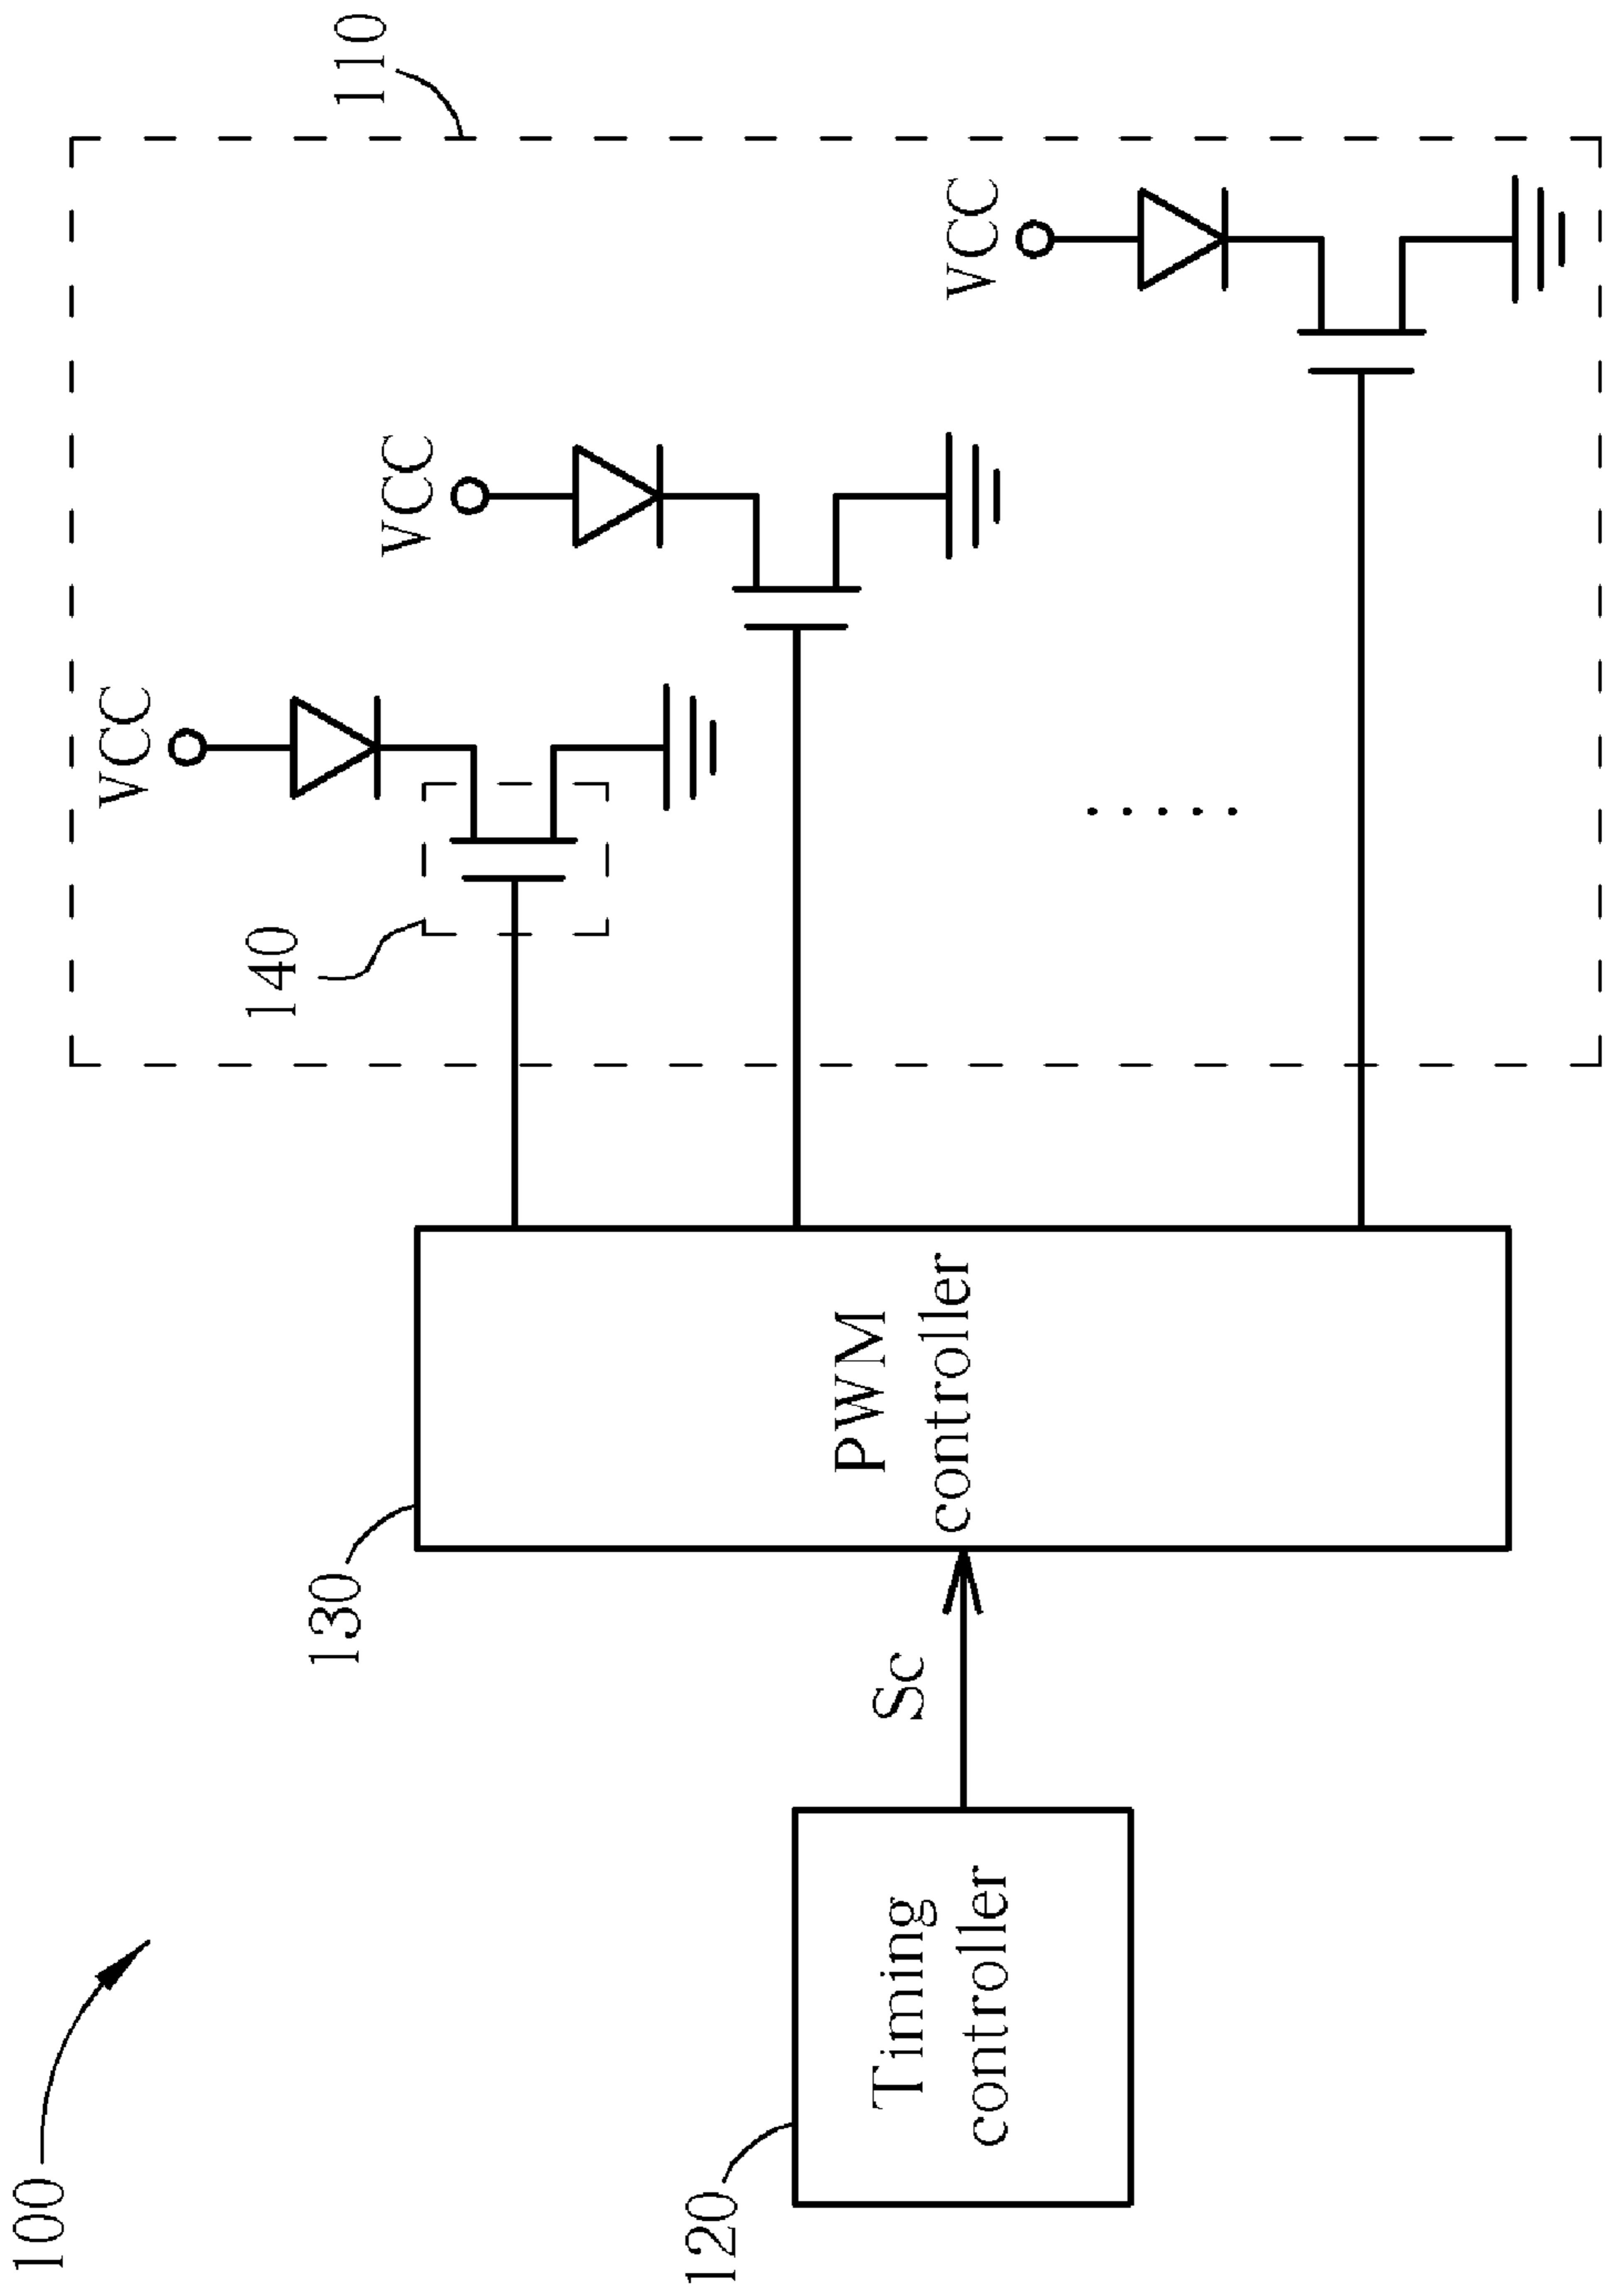 100
110
VCC
VCC
VCC
140
130
PWM
controller
Sc
120
Timing
controller